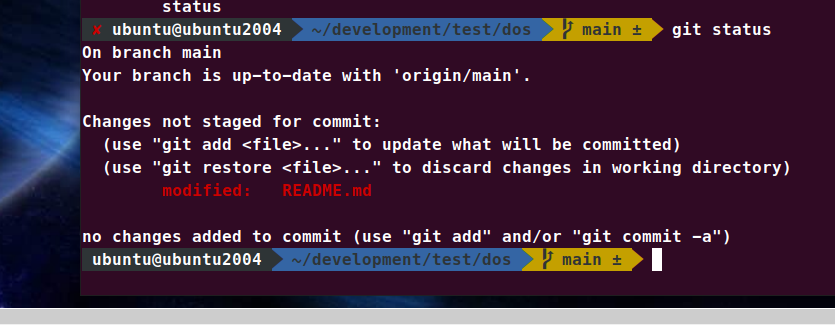 status
✘ ubuntu@ubuntu2004 ~/development/test/dos main ± git status
On branch main
Your branch is up-to-date with 'origin/main'.
Changes not staged for commit:
(use "git add <file>..." to update what will be committed)
(use "git restore <file>..." to discard changes in working directory)
modified: README.md
no changes added to commit (use "git add" and/or "git commit -a")
ubuntu@ubuntu2004 ~/development/test/dos main ±